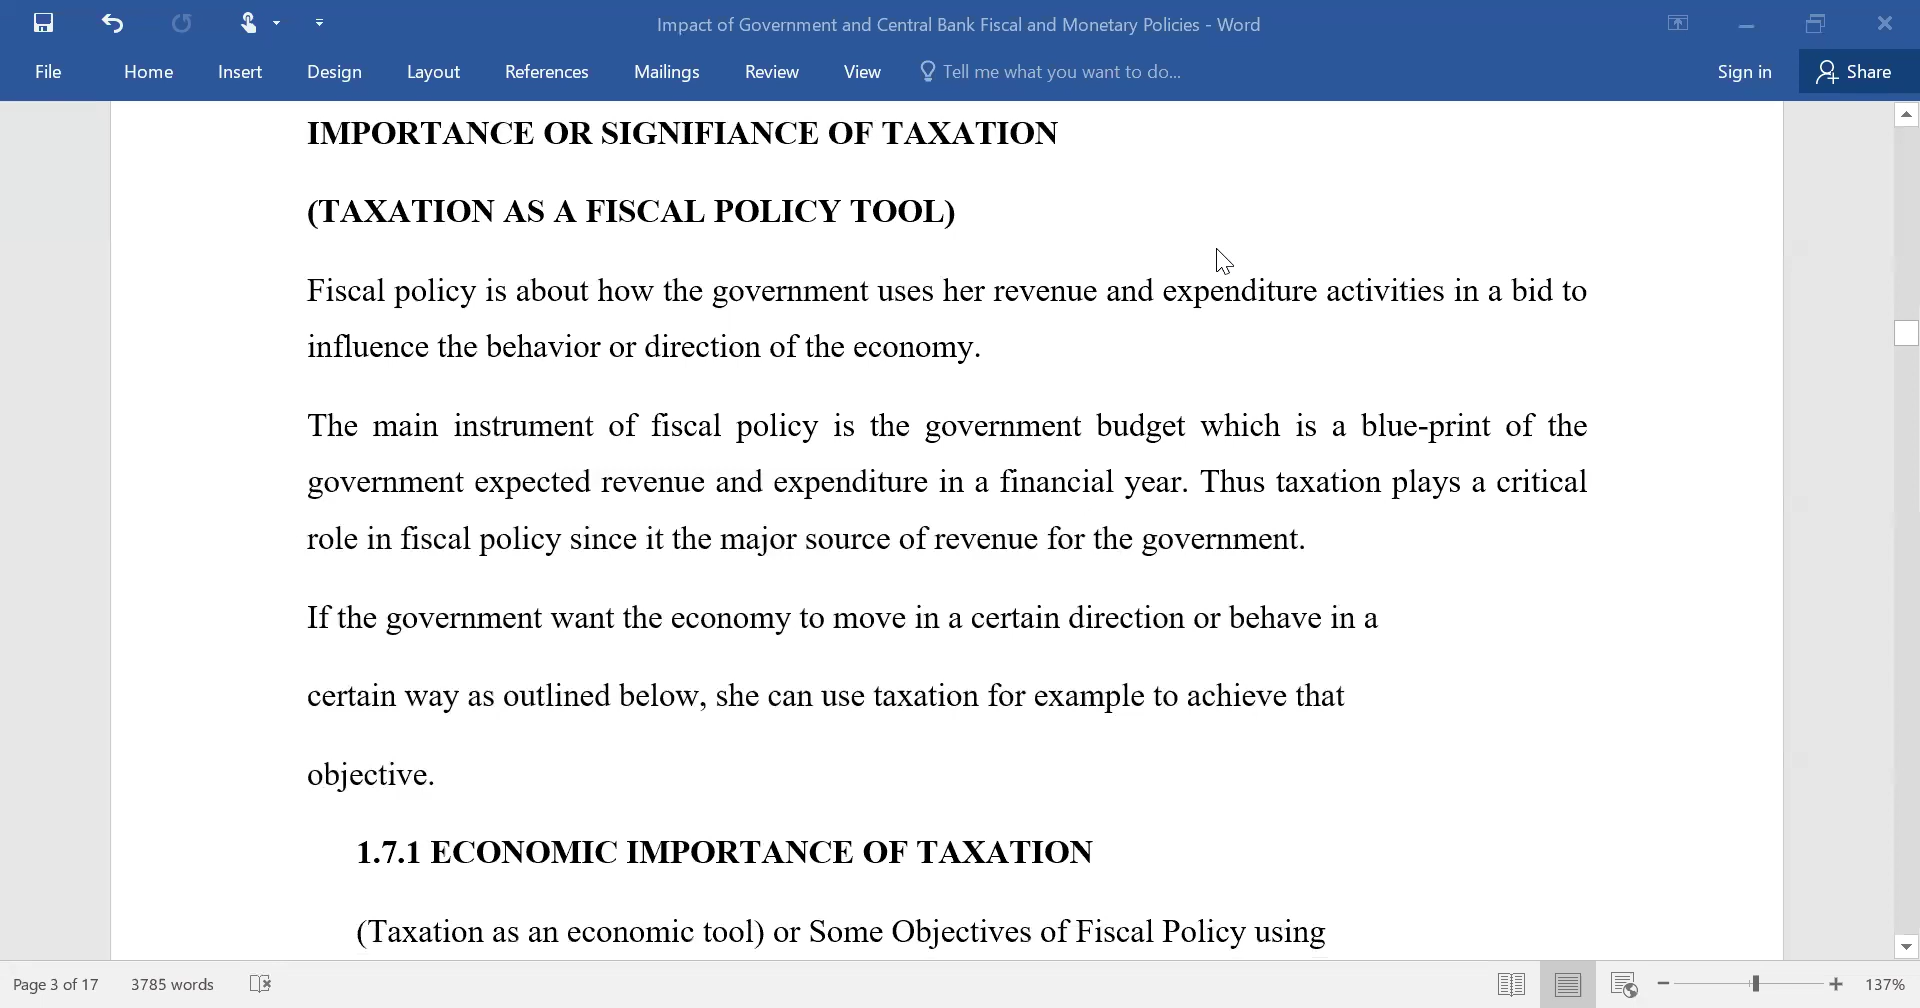 Impact of Government and Central Bank Fiscal and Monetary Policies - Word
File Home Insert Design Layout References Mailings Review View Tell me what you want to do... Sign in Share
IMPORTANCE OR SIGNIFIANCE OF TAXATION
(TAXATION AS A FISCAL POLICY TOOL)
Fiscal policy is about how the government uses her revenue and expenditure activities in a bid to
influence the behavior or direction of the economy.
The main instrument of fiscal policy is the government budget which is a blue-print of the
government expected revenue and expenditure in a financial year. Thus taxation plays a critical
role in fiscal policy since it the major source of revenue for the government.
If the government want the economy to move in a certain direction or behave in a
certain way as outlined below, she can use taxation for example to achieve that
objective.
1.7.1 ECONOMIC IMPORTANCE OF TAXATION
(Taxation as an economic tool) or Some Objectives of Fiscal Policy using
Page 3 of 17 3785 words 137%